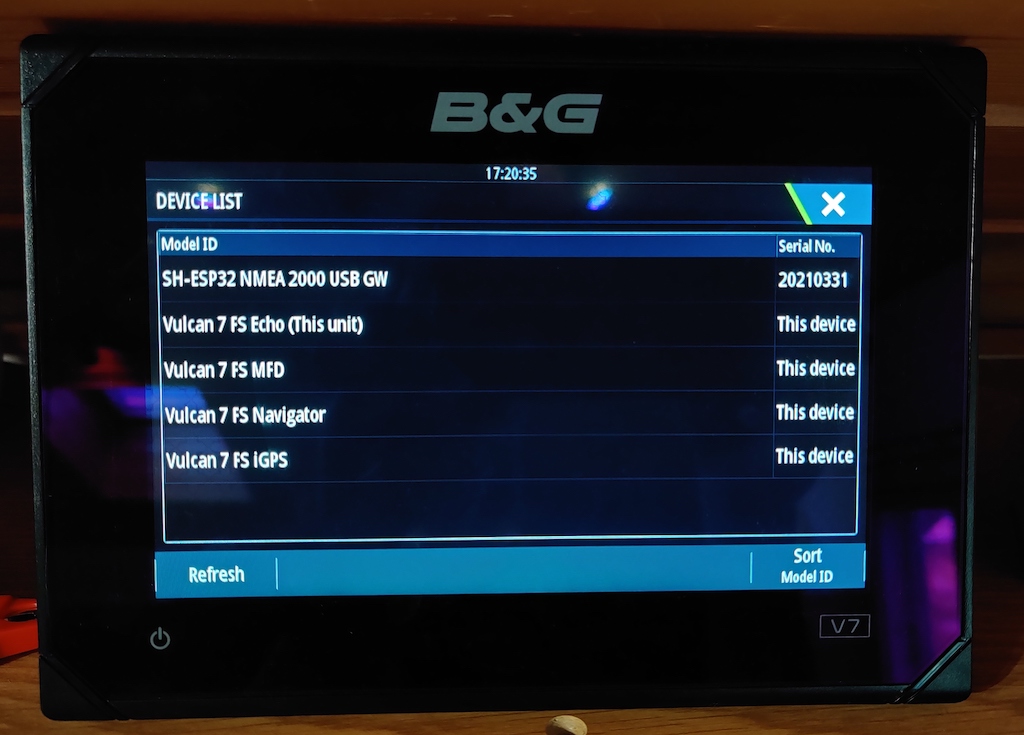 B&G
17:20:35
DEVICE LIST
Model ID Serial No.
SH-ESP32 NMEA 2000 USB GW 20210331
Vulcan 7 FS Echo (This unit) This device
Vulcan 7 FS MFD This device
Vulcan 7 FS Navigator This device
Vulcan 7 FS iGPS This device
Refresh Sort
Model ID
V7